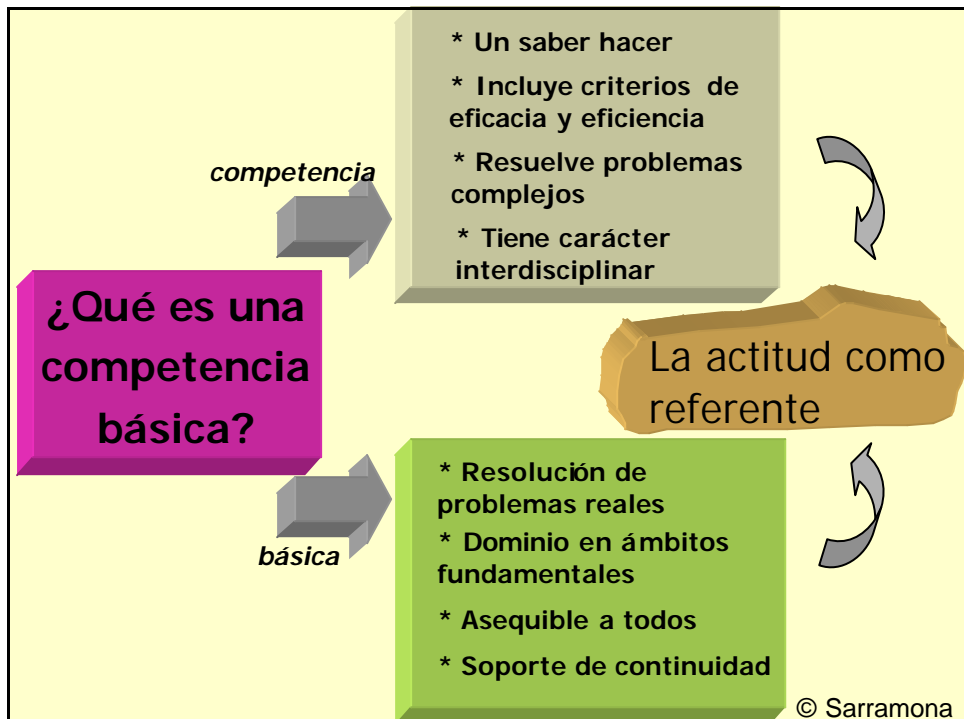 ¿Qué es una
competencia
básica?
competencia
* Un saber hacer
* Incluye criterios de
eficacia y eficiencia
* Resuelve problemas
complejos
* Tiene carácter
interdisciplinar
básica
* Resolución de
problemas reales
* Dominio en ámbitos
fundamentales
* Asequible a todos
* Soporte de continuidad
La actitud como
referente
© Sarramona